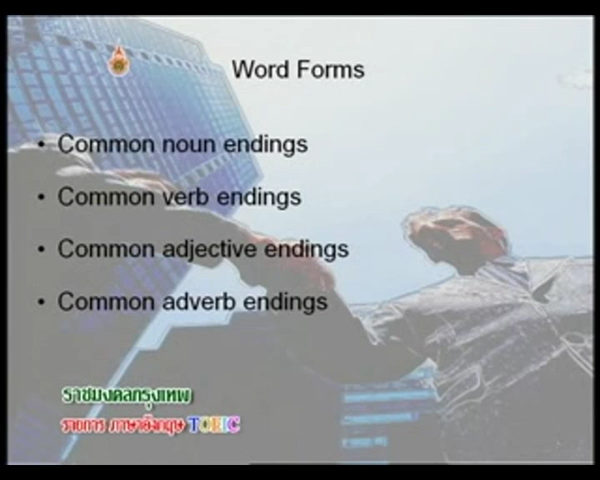 Word Forms
• Common noun endings
• Common verb endings
• Common adjective endings
• Common adverb endings
ราชมงคลกรุงเทพ
รายการ ภาษาอังกฤษ TOEIC